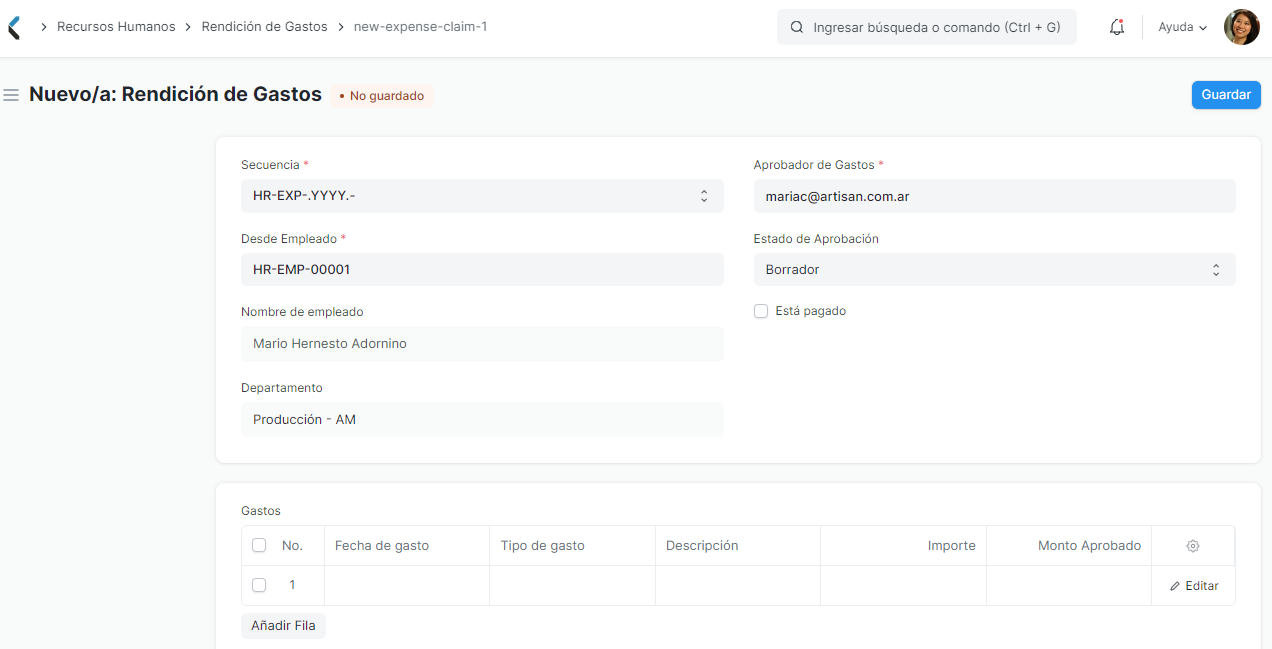 Recursos Humanos
Rendición de Gastos
new-expense-claim-1
Ingresar búsqueda o comando (Ctrl + G)
Ayuda
Nuevo/a: Rendición de Gastos
• No guardado
Guardar
Secuencia *
HR-EXP-.YYYY.-
Desde Empleado *
HR-EMP-00001
Nombre de empleado
Mario Hernesto Adornino
Departamento
Producción - AM
Aprobador de Gastos *
mariac@artisan.com.ar
Estado de Aprobación
Borrador
Está pagado
Gastos
No. Fecha de gasto Tipo de gasto Descripción Importe Monto Aprobado
1 Editar
Añadir Fila